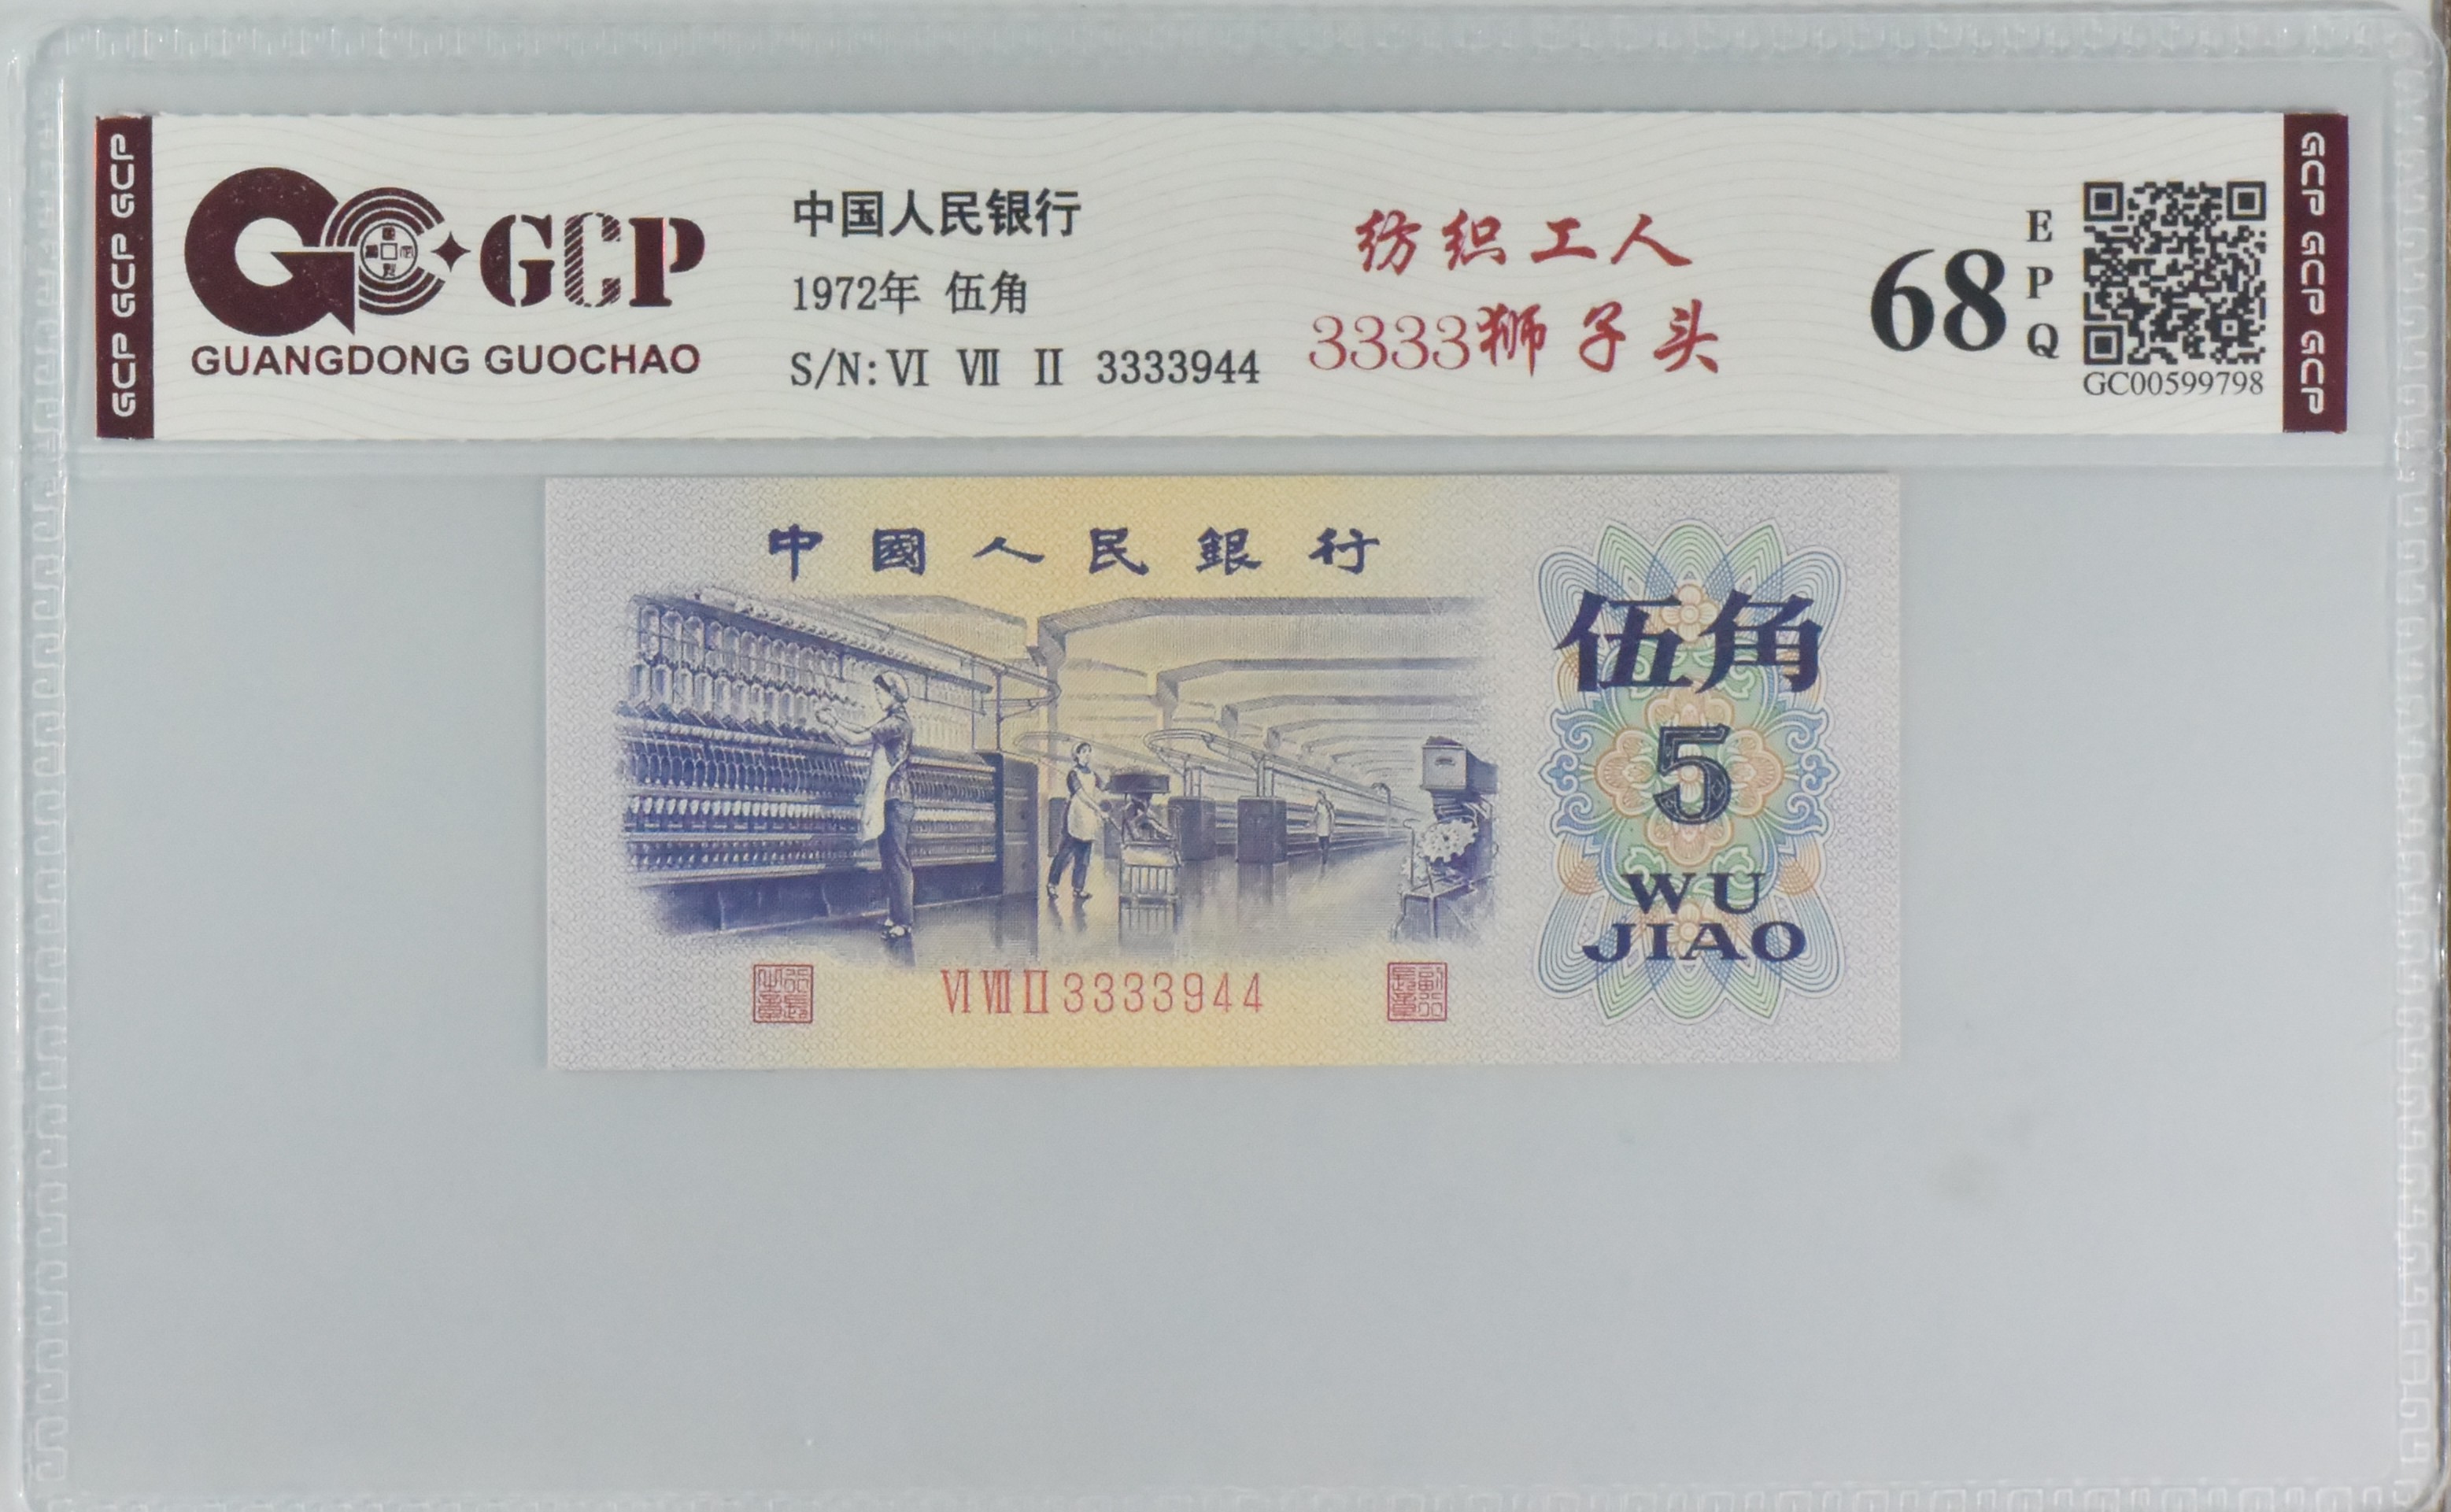 GCP GCP GCP
GCP
GUANGDONG GUOCHAO
中国人民银行
1972年 伍角
S/N: Ⅵ Ⅶ Ⅱ 3333944
纺织工人
3333狮子头
68
EPQ
GC00599798
GCP GCP GCP
中國人民銀行
伍角
5
WU
JIAO
Ⅵ Ⅶ Ⅱ 3333944